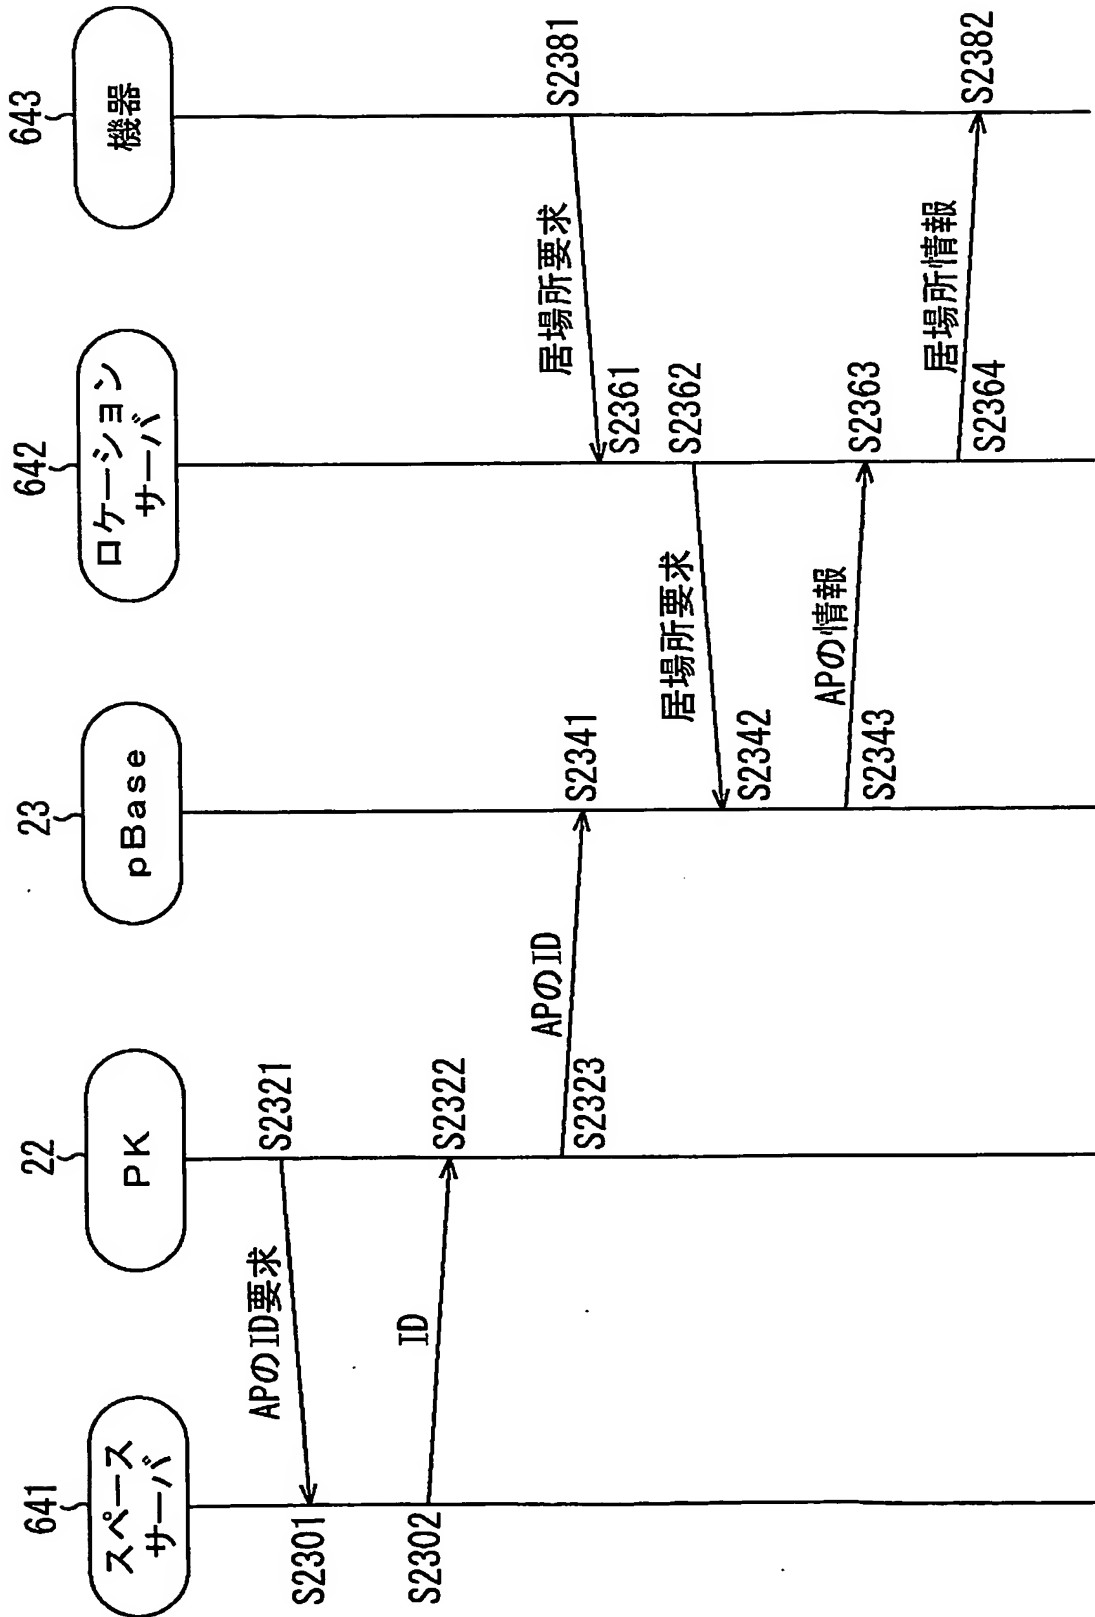 641
スペース
サーバ
22
PK
23
pBase
642
ロケーション
サーバ
643
機器
S2321
APのID要求
S2301
S2302
ID
S2322
S2323
APのID
S2341
S2381
居場所要求
S2361
S2362
居場所要求
S2342
S2343
APの情報
S2363
S2364
居場所情報
S2382